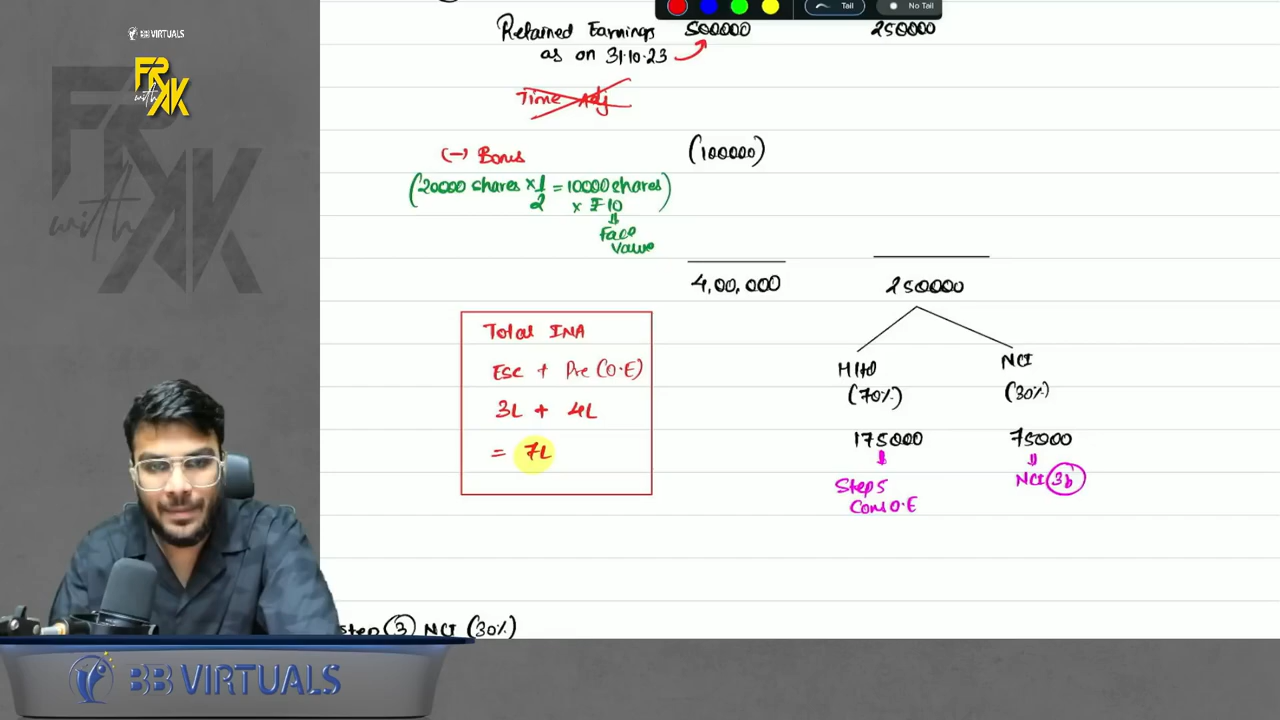 BB VIRTUALS
FR
with
AK
Tail
No Tail
Retained Earnings 500000 250000
as on 31.10.23
Time Adj
(-) Bonus (100000)
(20000 shares × 1/2 = 10000 shares)
× ₹10
Face
Value
4,00,000 250000
Total INA
Esc + Pre (O.E)
3L + 4L
= 7L
H Ltd NCI
(70%) (30%)
175000 75000
Step 5 NCI 3b
Cons O.E
Step 3 NCI (30%)
BB VIRTUALS